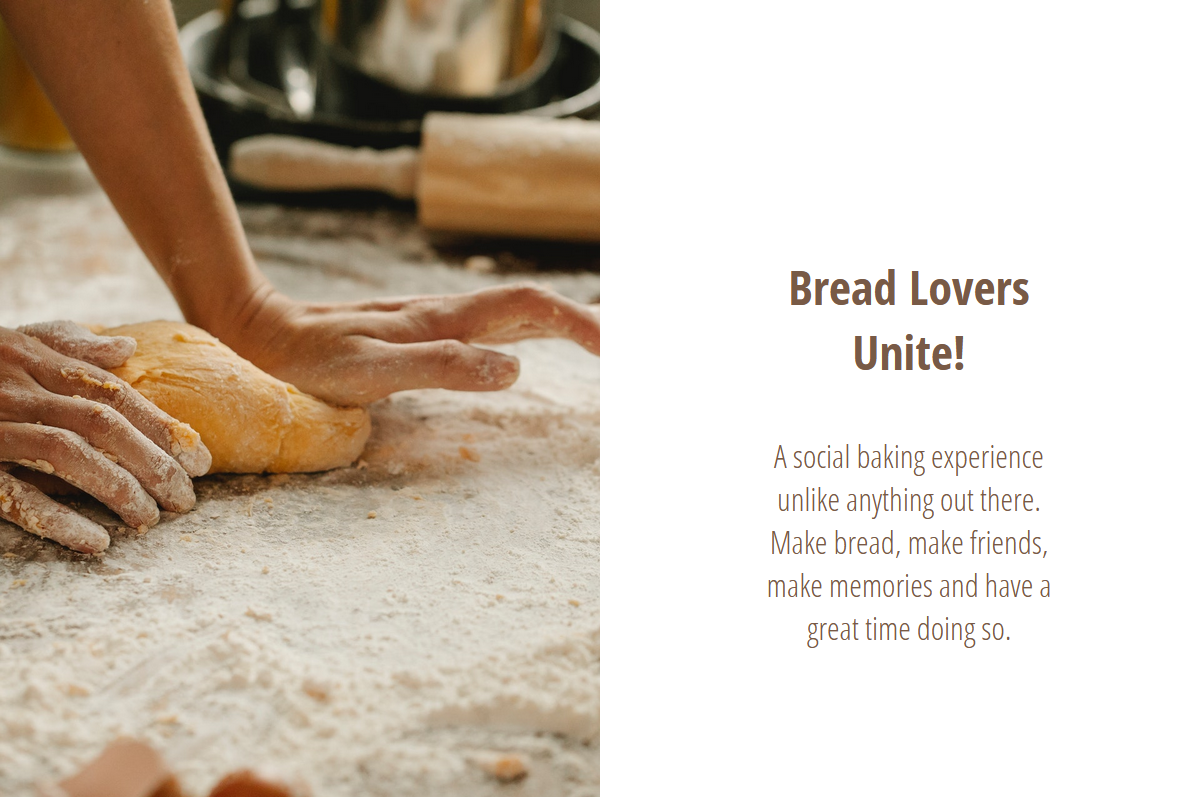 Bread Lovers
Unite!
A social baking experience
unlike anything out there.
Make bread, make friends,
make memories and have a
great time doing so.